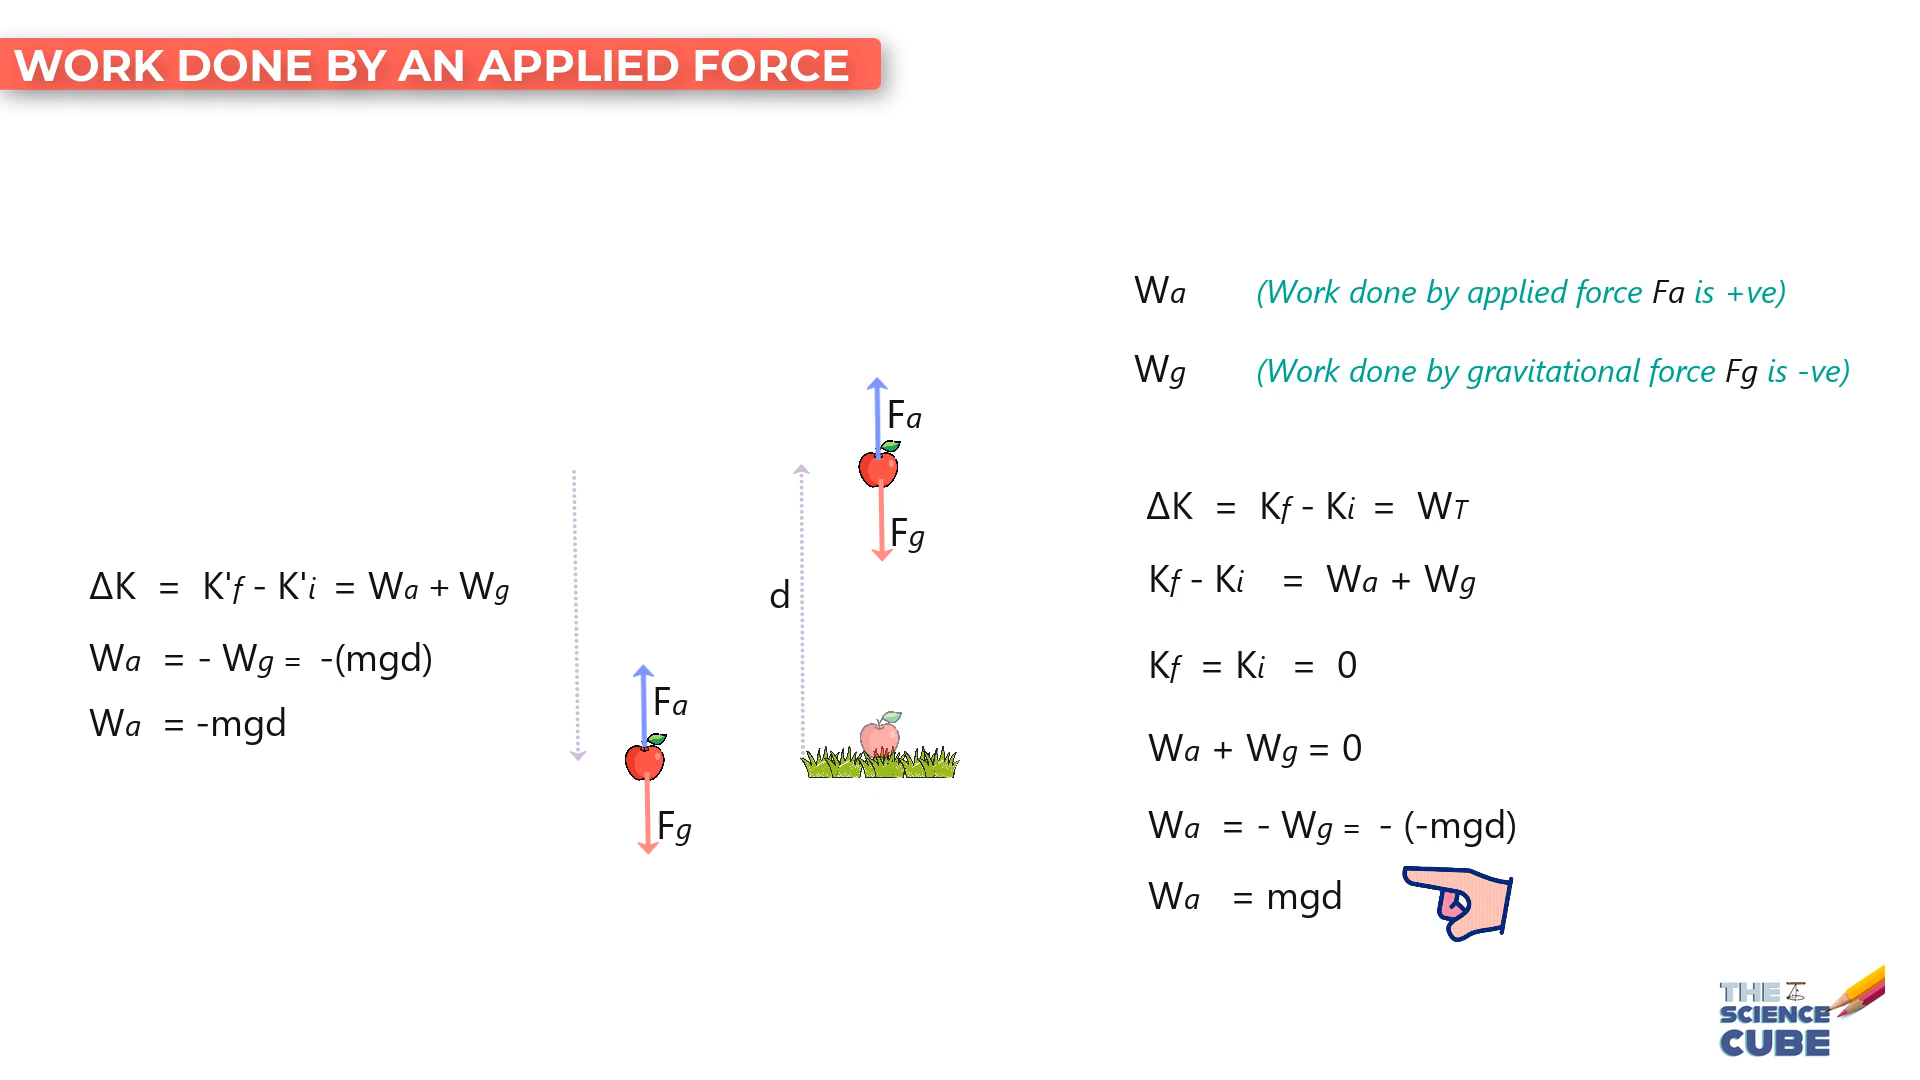 WORK DONE BY AN APPLIED FORCE
Wa (Work done by applied force Fa is +ve)
Wg (Work done by gravitational force Fg is -ve)
Fa
Fg
d
Fa
Fg
ΔK = K'f - K'i = Wa + Wg
Wa = - Wg = -(mgd)
Wa = -mgd
ΔK = Kf - Ki = WT
Kf - Ki = Wa + Wg
Kf = Ki = 0
Wa + Wg = 0
Wa = - Wg = - (-mgd)
Wa = mgd
THE
SCIENCE
CUBE